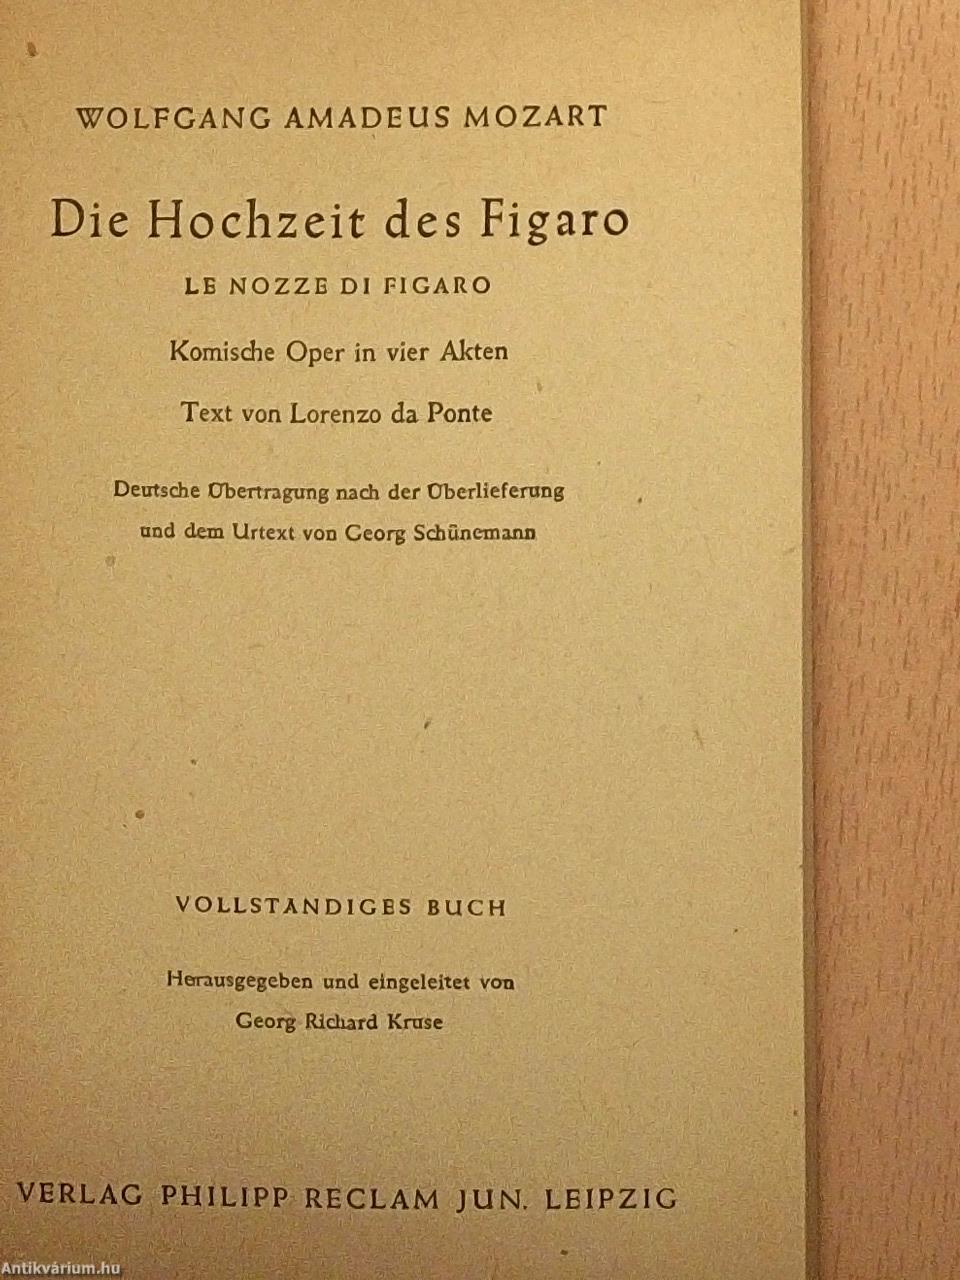 WOLFGANG AMADEUS MOZART
Die Hochzeit des Figaro
LE NOZZE DI FIGARO
Komische Oper in vier Akten
Text von Lorenzo da Ponte
Deutsche Übertragung nach der Überlieferung
und dem Urtext von Georg Schünemann
VOLLSTÄNDIGES BUCH
Herausgegeben und eingeleitet von
Georg Richard Kruse
VERLAG PHILIPP RECLAM JUN. LEIPZIG
Antikvárium.hu